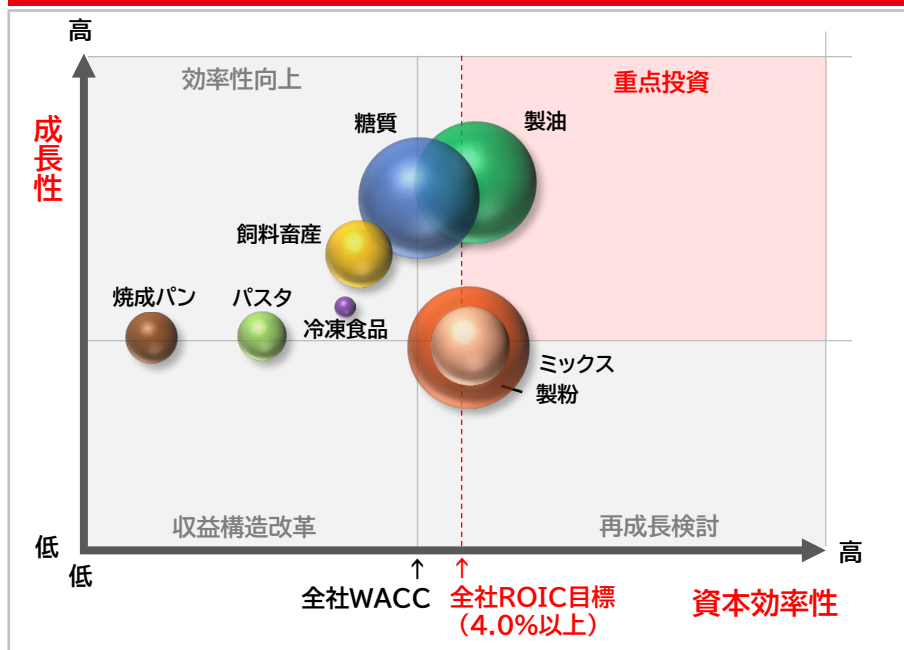 高
効率性向上
重点投資
成長性
糖質
製油
飼料畜産
焼成パン
パスタ
冷凍食品
ミックス
製粉
収益構造改革
再成長検討
低
低
高
↑
↑
全社WACC
全社ROIC目標
（4.0%以上）
資本効率性